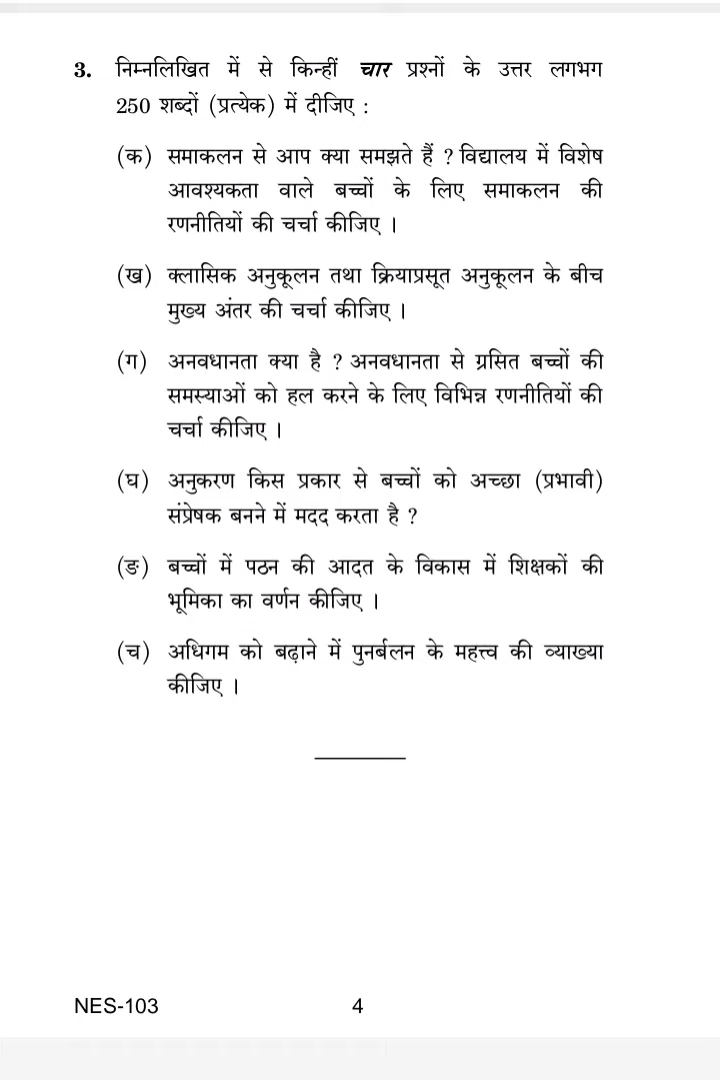 3. निम्नलिखित में से किन्हीं चार प्रश्नों के उत्तर लगभग
250 शब्दों (प्रत्येक) में दीजिए :
(क) समाकलन से आप क्या समझते हैं ? विद्यालय में विशेष
आवश्यकता वाले बच्चों के लिए समाकलन की
रणनीतियों की चर्चा कीजिए ।
(ख) क्लासिक अनुकूलन तथा क्रियाप्रसूत अनुकूलन के बीच
मुख्य अंतर की चर्चा कीजिए ।
(ग) अनवधानता क्या है ? अनवधानता से ग्रसित बच्चों की
समस्याओं को हल करने के लिए विभिन्न रणनीतियों की
चर्चा कीजिए ।
(घ) अनुकरण किस प्रकार से बच्चों को अच्छा (प्रभावी)
संप्रेषक बनने में मदद करता है ?
(ङ) बच्चों में पठन की आदत के विकास में शिक्षकों की
भूमिका का वर्णन कीजिए ।
(च) अधिगम को बढ़ाने में पुनर्बलन के महत्त्व की व्याख्या
कीजिए ।
NES-103 4